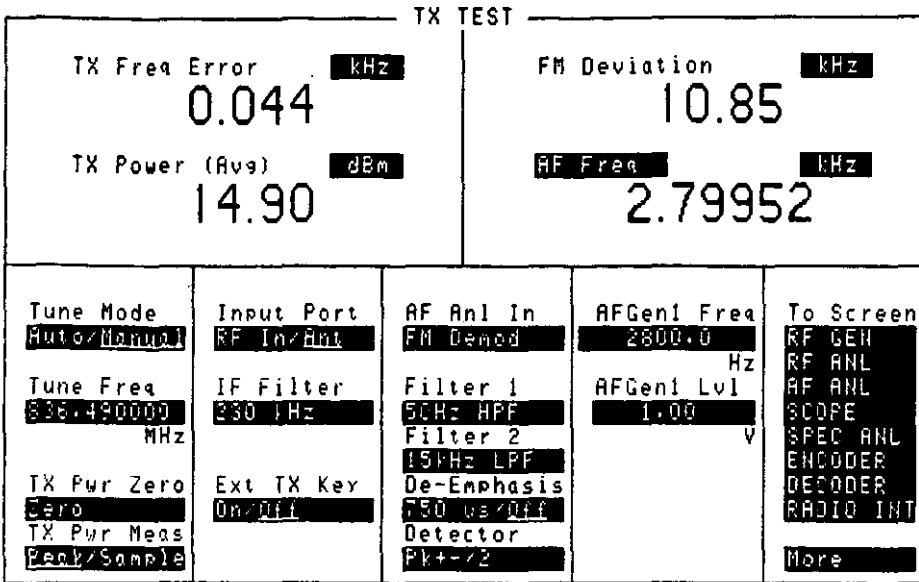 TX TEST
TX Freq Error kHz
0.044
FM Deviation kHz
10.85
TX Power (Avg) dBm
14.90
AF Freq kHz
2.79952
Tune Mode
Auto/Manual
Tune Freq
836.490000
MHz
TX Pwr Zero
Zero
TX Pwr Meas
Peak/Sample
Input Port
RF In/Ant
IF Filter
230 kHz
Ext TX Key
On/Off
AF Anl In
FM Demod
Filter 1
50Hz HPF
Filter 2
15kHz LPF
De-Emphasis
750 us/Off
Detector
Pk+-/2
AFGen1 Freq
2800.0
Hz
AFGen1 Lvl
1.00
V
To Screen
RF GEN
RF ANL
AF ANL
SCOPE
SPEC ANL
ENCODER
DECODER
RADIO INT
More